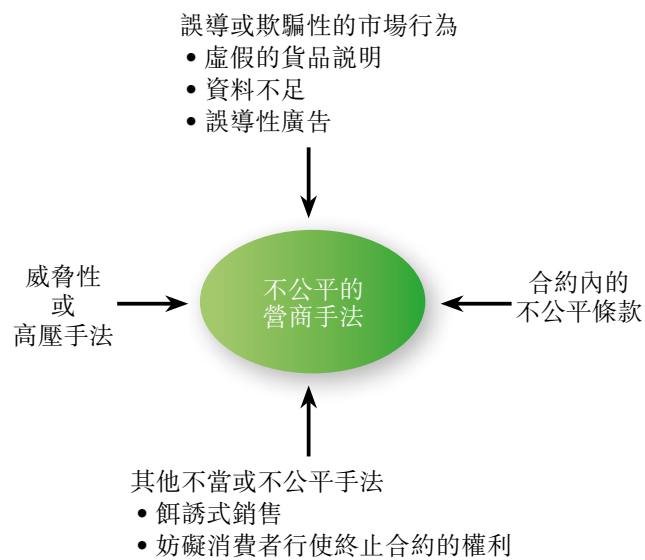 誤導或欺騙性的市場行為
• 虛假的貨品説明
• 資料不足
• 誤導性廣告
威脅性
或
高壓手法
不公平的
營商手法
合約內的
不公平條款
其他不當或不公平手法
• 餌誘式銷售
• 妨礙消費者行使終止合約的權利